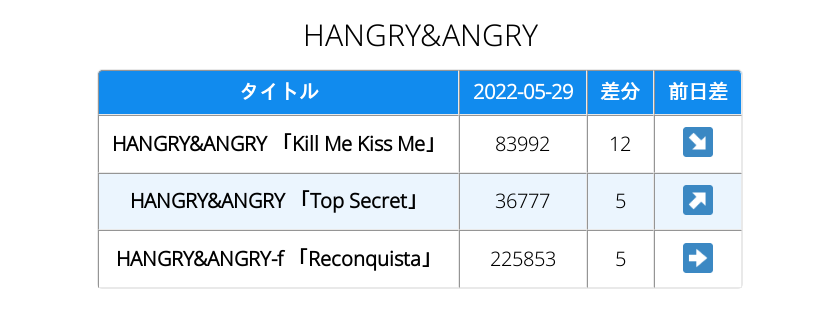 HANGRY&ANGRY
タイトル 2022-05-29 差分 前日差
HANGRY&ANGRY 「Kill Me Kiss Me」 83992 12 ↘
HANGRY&ANGRY 「Top Secret」 36777 5 ↗
HANGRY&ANGRY-f 「Reconquista」 225853 5 ➡